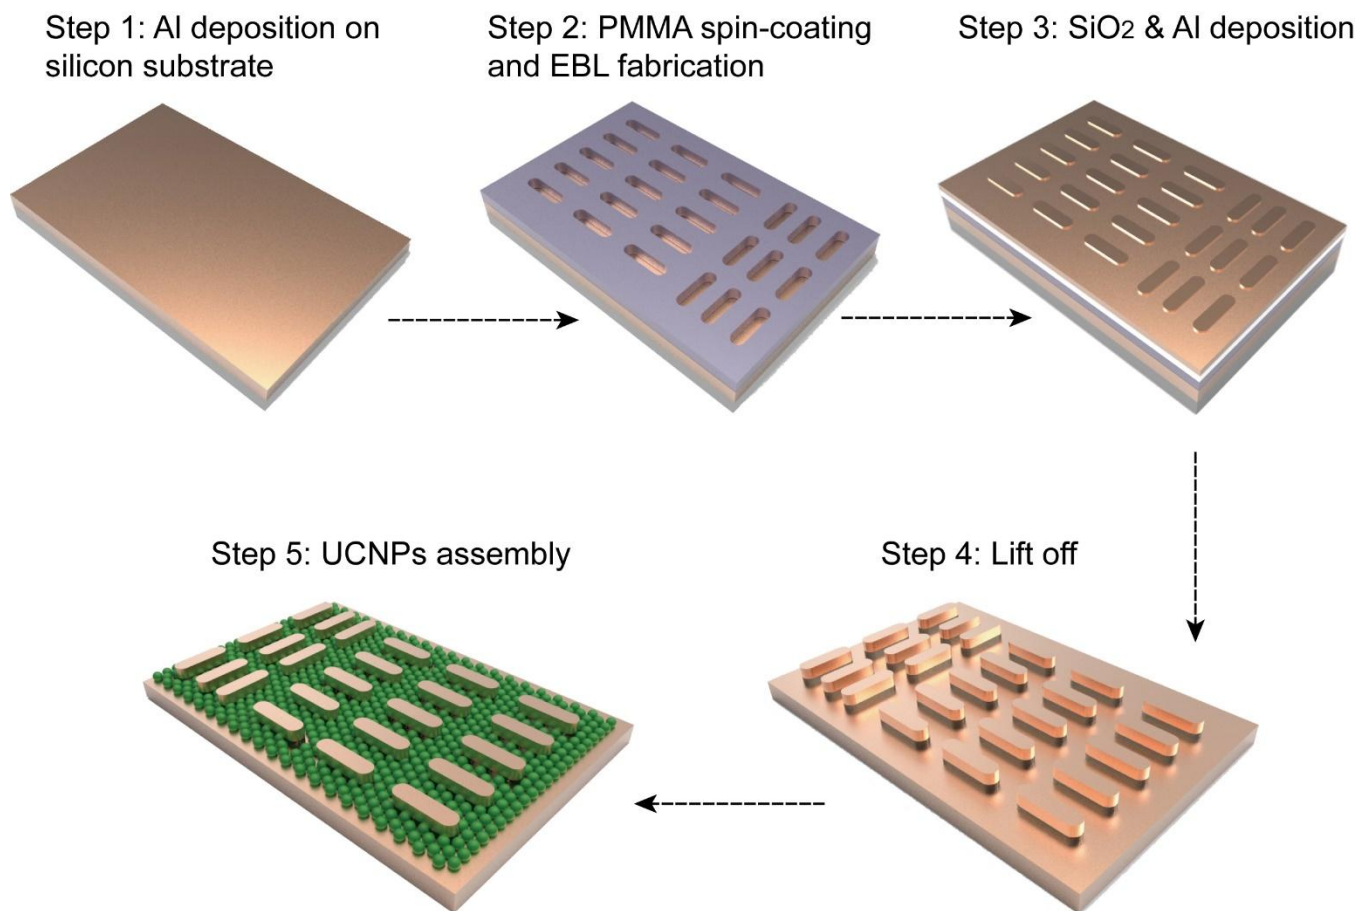 Step 1: Al deposition on
silicon substrate
Step 2: PMMA spin-coating
and EBL fabrication
Step 3: SiO2 & Al deposition
Step 5: UCNPs assembly
Step 4: Lift off